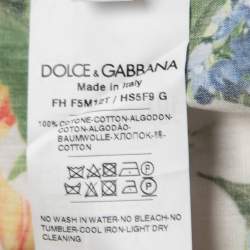 DOLCE & GABBANA
Made in Italy
FH F5M12T / HS5F9 G
100% COTONE-COTTON-ALGODON-
COTON-ALGODÃO-
BAUMWOLLE-ХЛОПОК-棉-
COTTON
NO WASH IN WATER-NO BLEACH-NO
TUMBLER-COOL IRON-LIGHT DRY
CLEANING